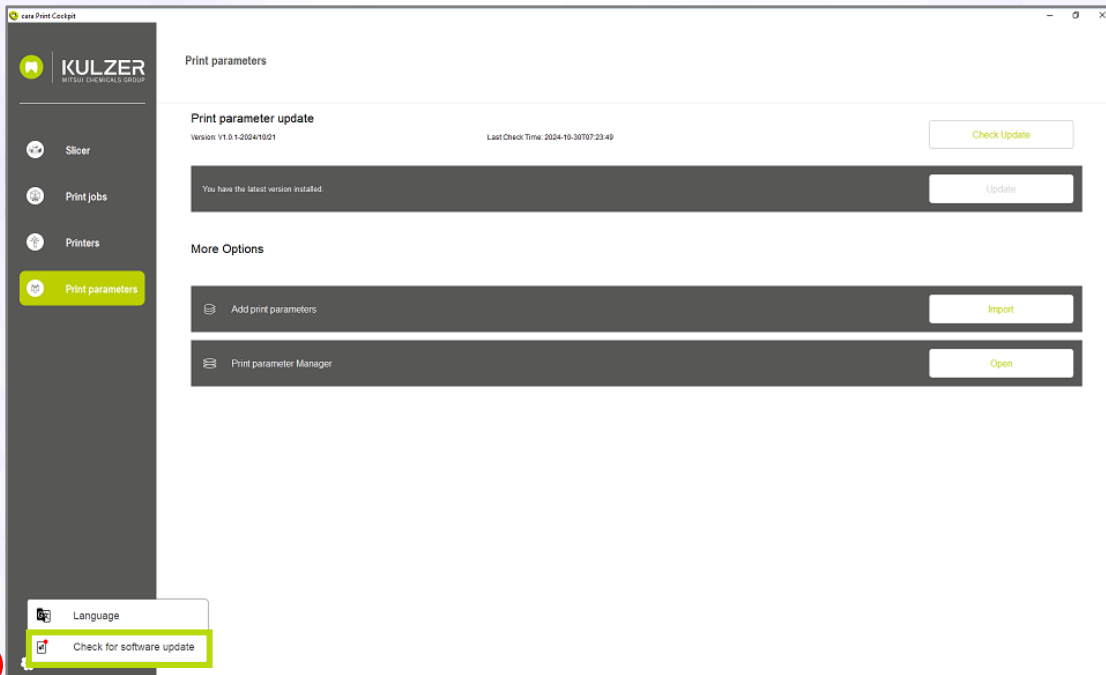 cara Print Cockpit
KULZER
MITSUI CHEMICALS GROUP
Slicer
Print jobs
Printers
Print parameters
Print parameters
Print parameter update
Version: V1.0.1-2024/10/21
Last Check Time: 2024-10-30T07:23:49
Check Update
You have the latest version installed.
Update
More Options
Add print parameters
Import
Print parameter Manager
Open
Language
Check for software update